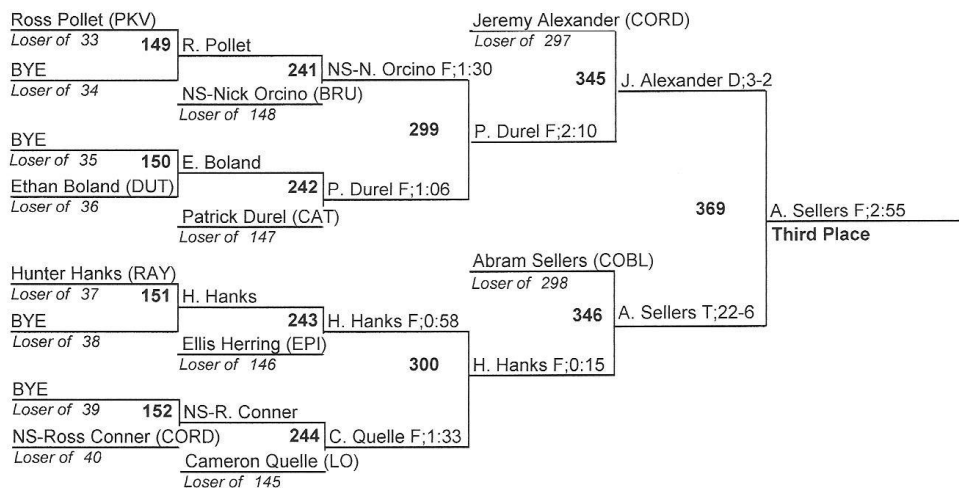 Ross Pollet (PKV)
Loser of 33
149
R. Pollet
BYE
Loser of 34
241
NS-N. Orcino F;1:30
NS-Nick Orcino (BRU)
Loser of 148
299
P. Durel F;2:10
BYE
Loser of 35
150
E. Boland
Ethan Boland (DUT)
Loser of 36
242
P. Durel F;1:06
Patrick Durel (CAT)
Loser of 147
Jeremy Alexander (CORD)
Loser of 297
345
J. Alexander D;3-2
369
A. Sellers F;2:55
Third Place
Hunter Hanks (RAY)
Loser of 37
151
H. Hanks
BYE
Loser of 38
243
H. Hanks F;0:58
Ellis Herring (EPI)
Loser of 146
300
H. Hanks F;0:15
BYE
Loser of 39
152
NS-R. Conner
NS-Ross Conner (CORD)
Loser of 40
244
C. Quelle F;1:33
Cameron Quelle (LO)
Loser of 145
Abram Sellers (COBL)
Loser of 298
346
A. Sellers T;22-6